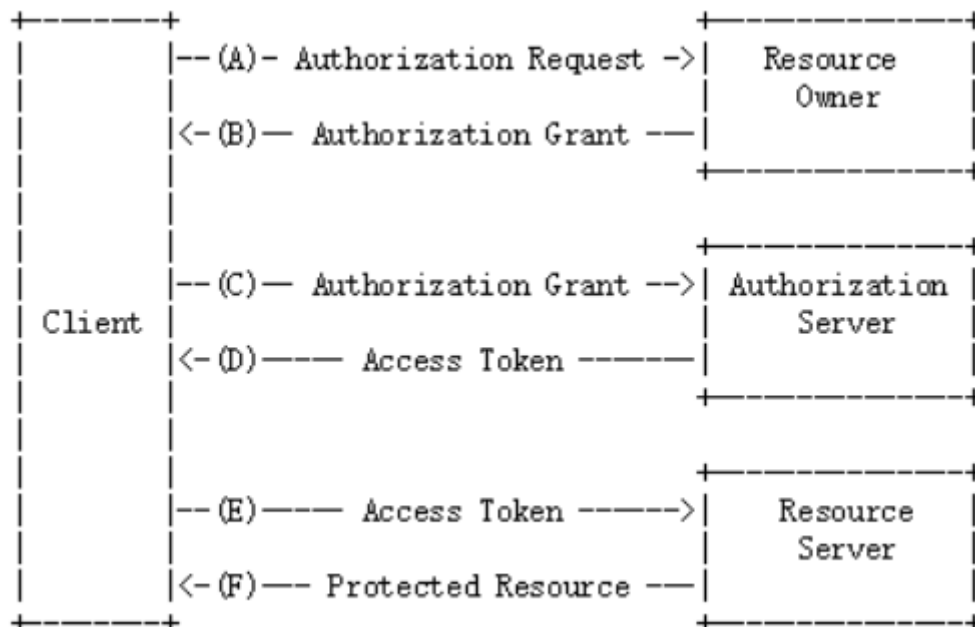 --(A)- Authorization Request ->
Resource
Owner
<-(B)-- Authorization Grant ---
--(C)-- Authorization Grant -->
Authorization
Server
Client
<-(D)----- Access Token -------
--(E)----- Access Token ------>
Resource
Server
<-(F)--- Protected Resource ---